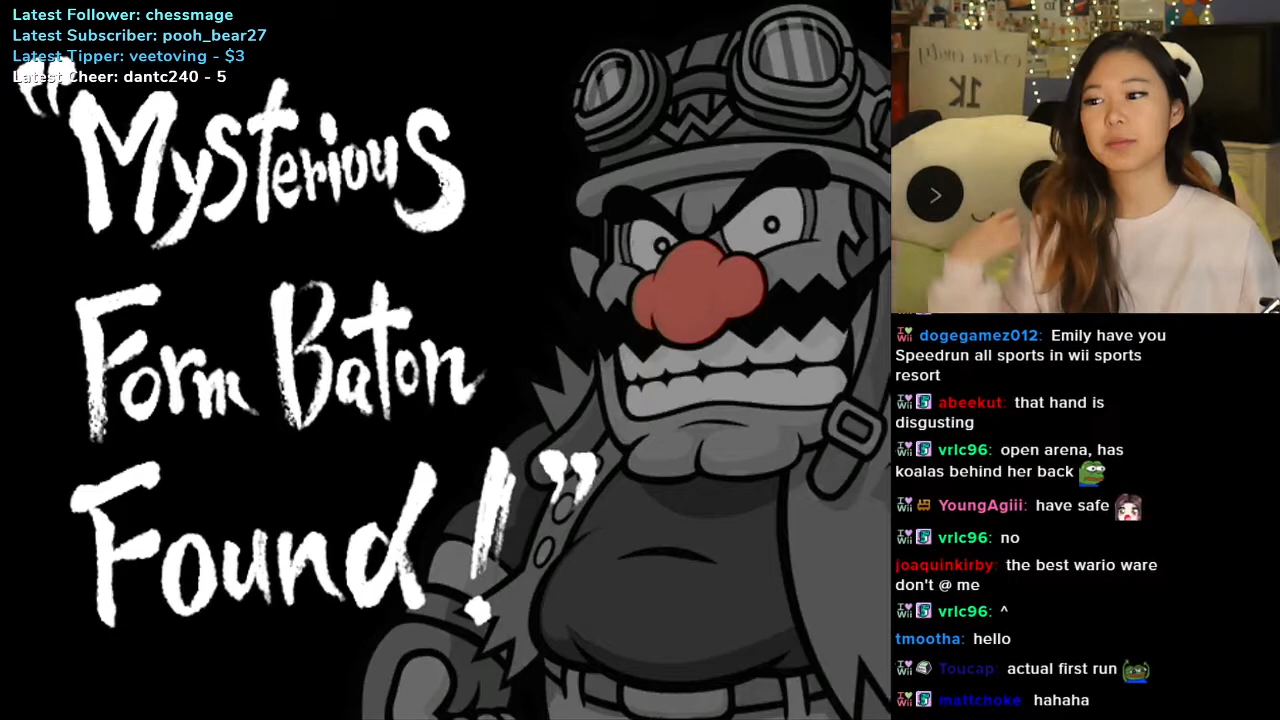 Latest Follower: chessmage
Latest Subscriber: pooh_bear27
Latest Tipper: veetoving - $3
Latest Cheer: dantc240 - 5
"Mysterious
Form Baton
Found!"
1K
dogegamez012: Emily have you
Speedrun all sports in wii sports
resort
abeekut: that hand is
disgusting
vrlc96: open arena, has
koalas behind her back
YoungAgiii: have safe
vrlc96: no
joaquinkirby: the best wario ware
don't @ me
vrlc96: ^
tmootha: hello
Toucap: actual first run
mattchoke hahaha